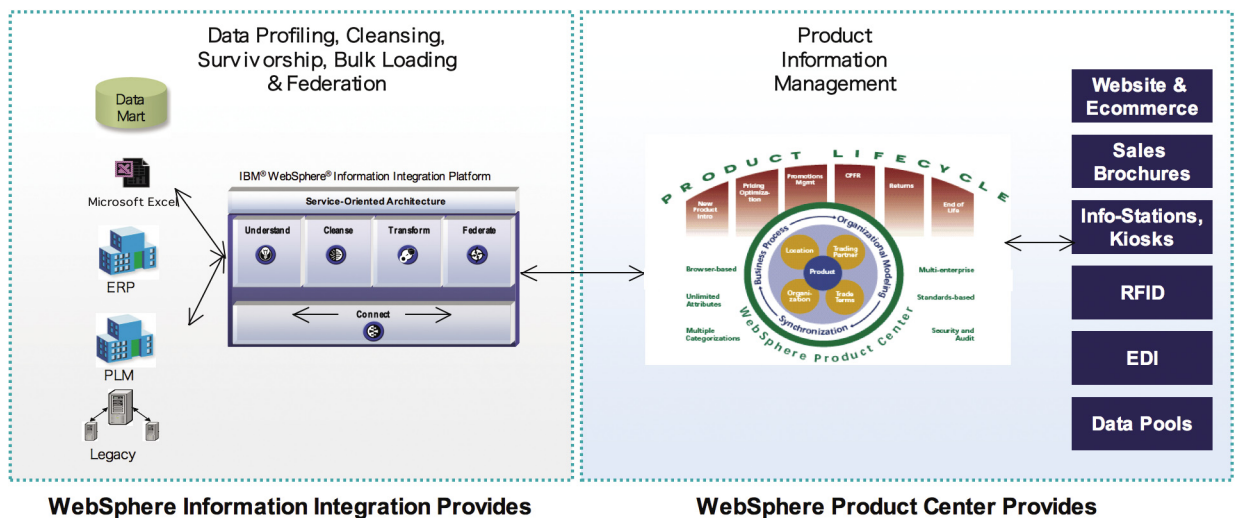 Data Profiling, Cleansing,
Survivorship, Bulk Loading
& Federation
Data
Mart
Microsoft Excel
ERP
PLM
Legacy
IBM® WebSphere® Information Integration Platform
Service-Oriented Architecture
Understand
Cleanse
Transform
Federate
Connect
WebSphere Information Integration Provides
Product
Information
Management
PRODUCT LIFECYCLE
New
Product
Intro
Pricing
Optimiza-
tion
Promotions
Mgmt
CPFR
Returns
End of
Life
Business Process
Organizational Modeling
Synchronization
Location
Trading
Partner
Product
Organi-
zation
Trade
Terms
WebSphere Product Center
Browser-based
Unlimited
Attributes
Multiple
Categorizations
Multi-enterprise
Standards-based
Security and
Audit
Website &
Ecommerce
Sales
Brochures
Info-Stations,
Kiosks
RFID
EDI
Data Pools
WebSphere Product Center Provides